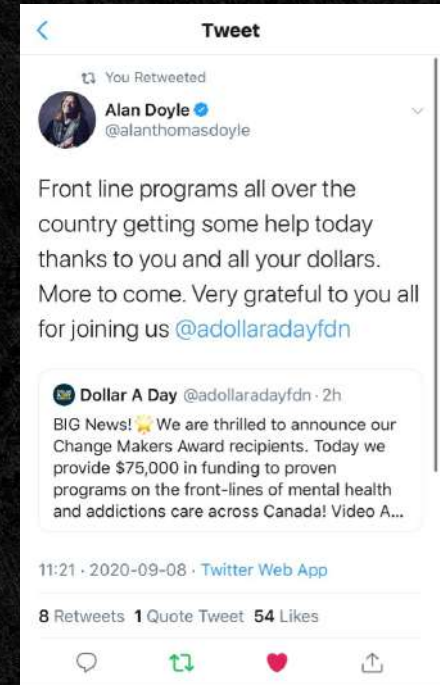 Tweet
You Retweeted
Alan Doyle
@alanthomasdoyle
Front line programs all over the
country getting some help today
thanks to you and all your dollars.
More to come. Very grateful to you all
for joining us @adollaradayfdn
Dollar A Day @adollaradayfdn · 2h
BIG News! We are thrilled to announce our
Change Makers Award recipients. Today we
provide $75,000 in funding to proven
programs on the front-lines of mental health
and addictions care across Canada! Video A...
11:21 · 2020-09-08 · Twitter Web App
8 Retweets 1 Quote Tweet 54 Likes